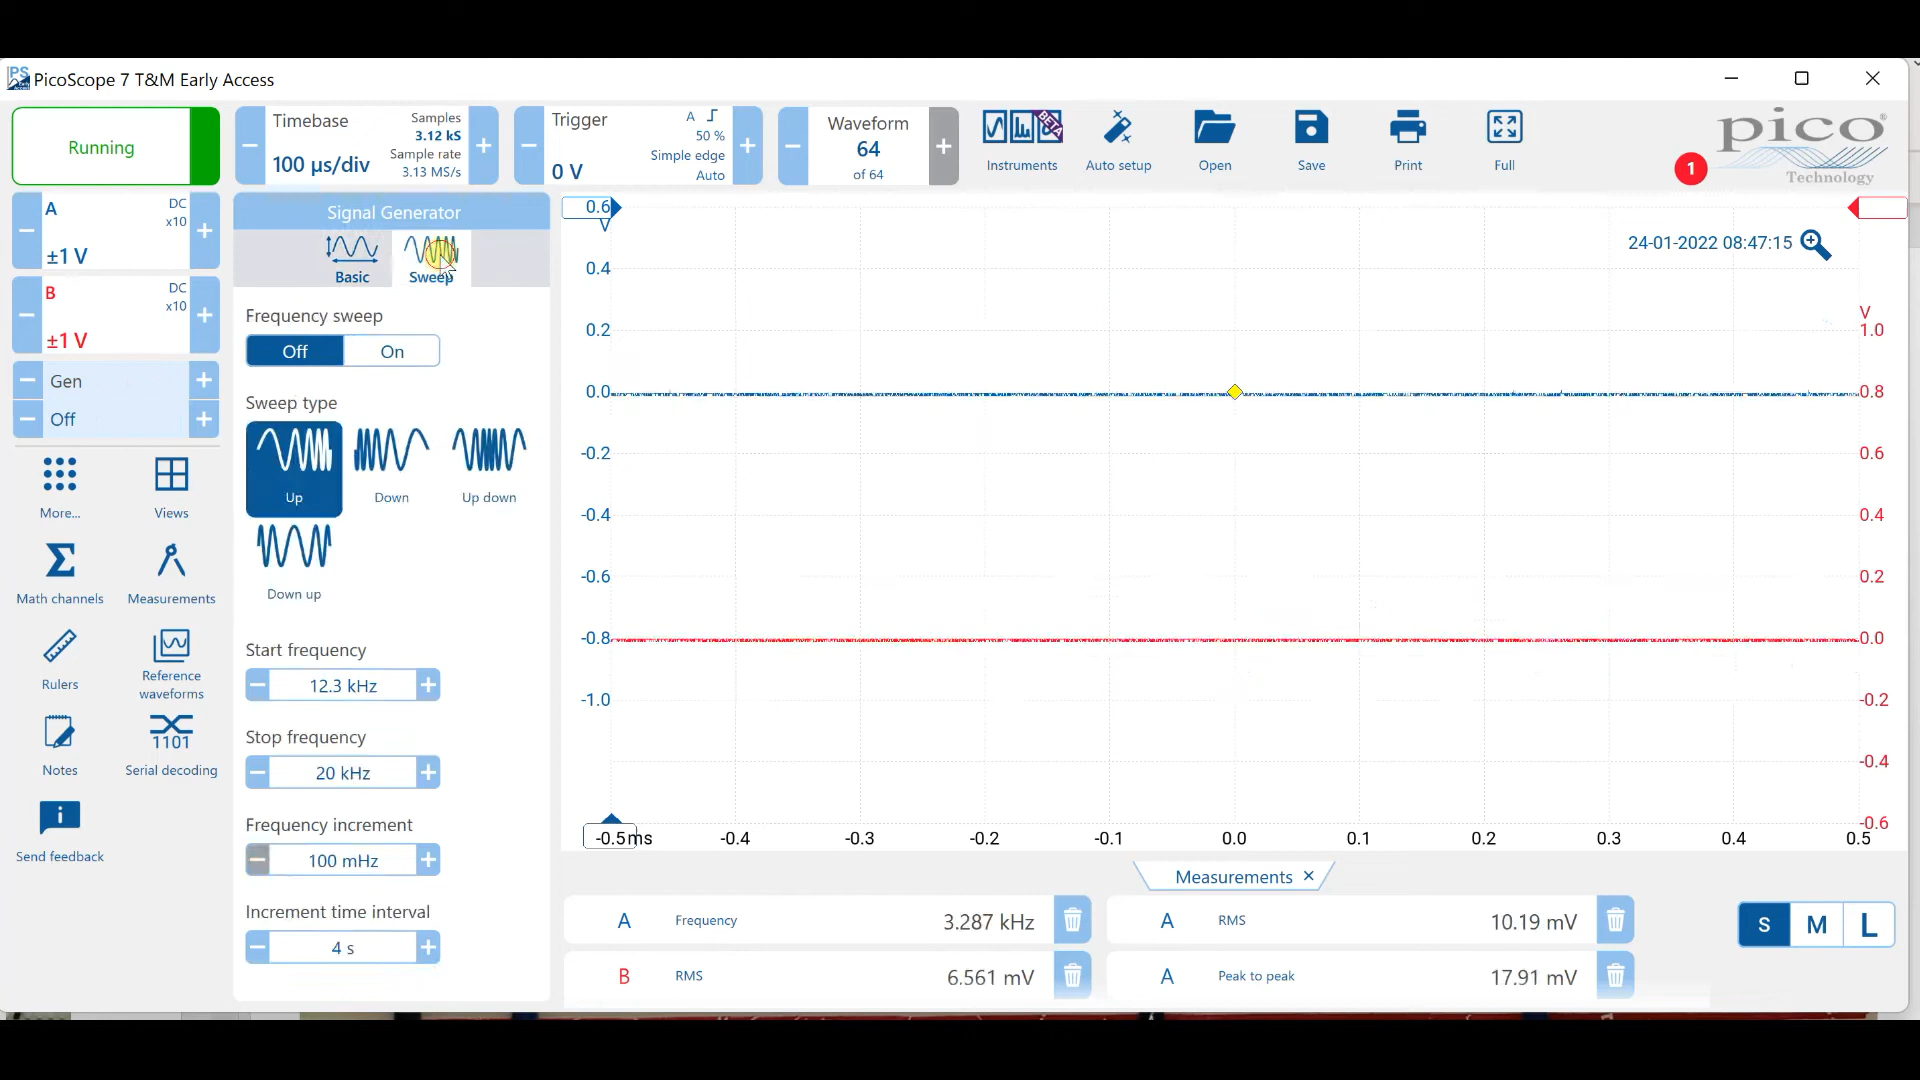 PS
PicoScope 7 T&M Early Access
Running
Timebase
100 µs/div
Samples
3.12 kS
Sample rate
3.13 MS/s
Trigger
0 V
A
50 %
Simple edge
Auto
Waveform
64
of 64
BETA
Instruments
Auto setup
Open
Save
Print
Full
1
pico
Technology
A
DC
x10
±1 V
B
DC
x10
±1 V
Gen
Off
More...
Views
Math channels
Measurements
Rulers
Reference
waveforms
Notes
1101
Serial decoding
Send feedback
Signal Generator
Basic
Sweep
Frequency sweep
Off
On
Sweep type
Up
Down
Up down
Down up
Start frequency
12.3 kHz
Stop frequency
20 kHz
Frequency increment
100 mHz
Increment time interval
4 s
0.6
V
0.4
0.2
0.0
-0.2
-0.4
-0.6
-0.8
-1.0
24-01-2022 08:47:15
V
1.0
0.8
0.6
0.4
0.2
0.0
-0.2
-0.4
-0.6
-0.5 ms
-0.4
-0.3
-0.2
-0.1
0.0
0.1
0.2
0.3
0.4
0.5
Measurements
A Frequency 3.287 kHz
A RMS 10.19 mV
B RMS 6.561 mV
A Peak to peak 17.91 mV
S M L